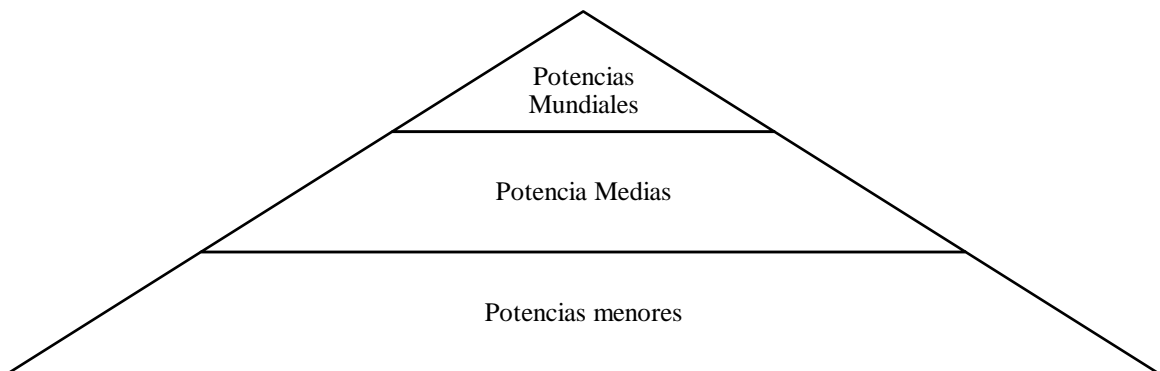 Potencias
Mundiales
Potencia Medias
Potencias menores